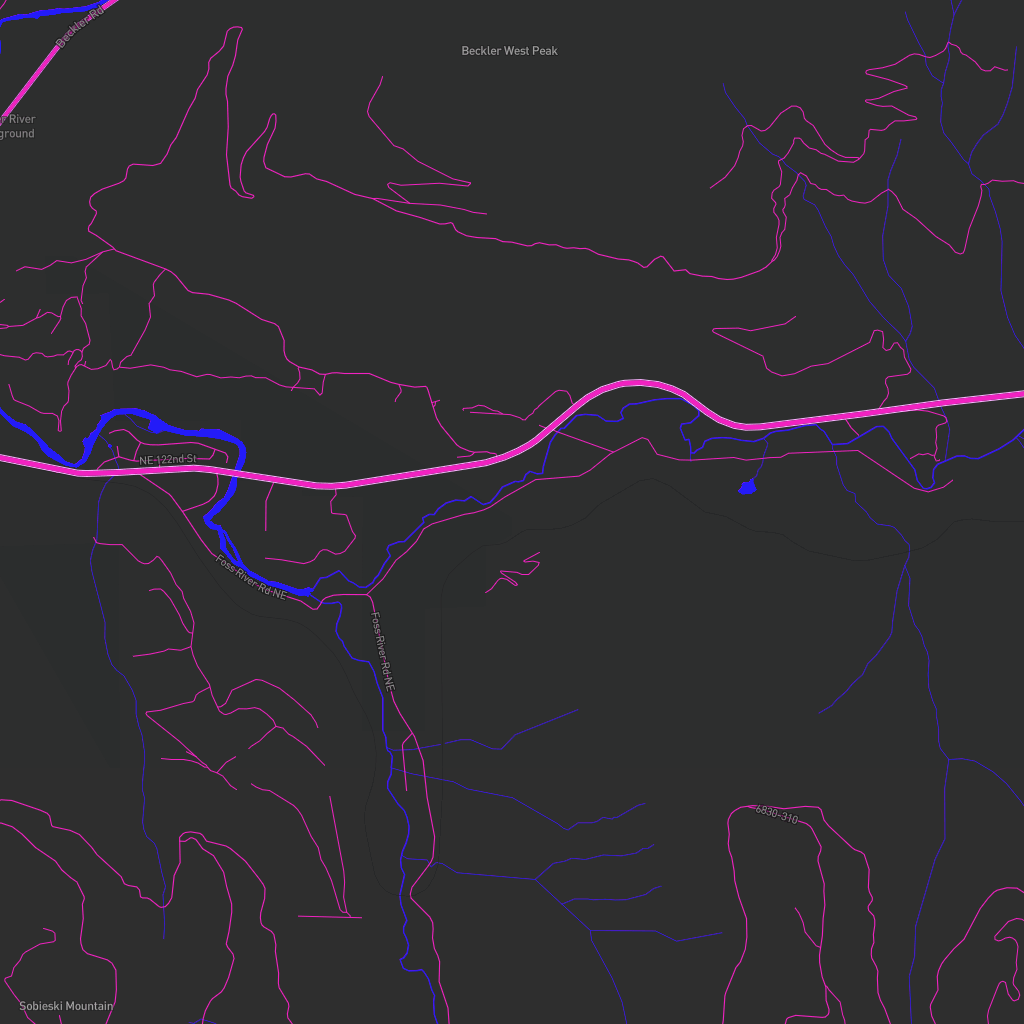 Beckler Rd
Beckler West Peak
r River
ground
NE 122nd St
Foss River Rd NE
Foss River Rd NE
6830-310
Sobieski Mountain